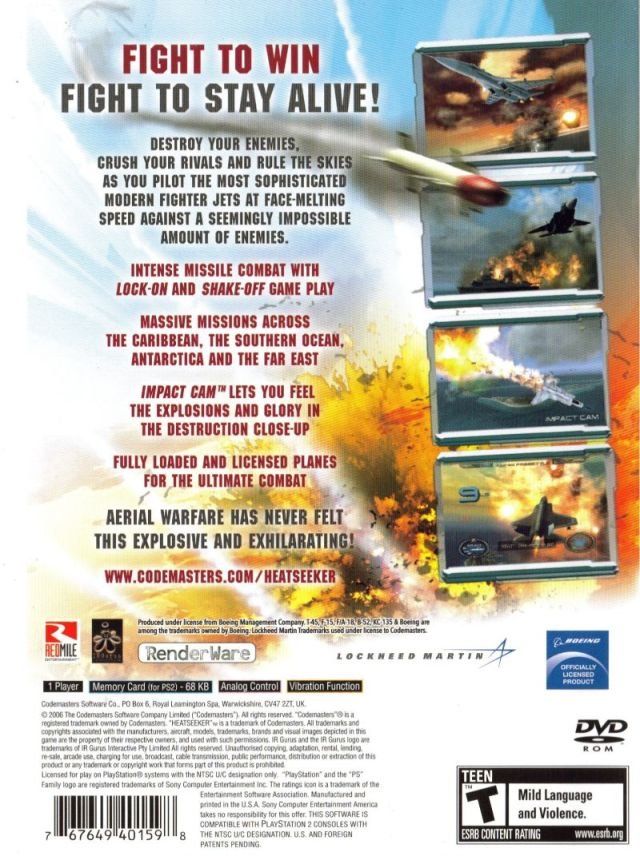 FIGHT TO WIN
FIGHT TO STAY ALIVE!
DESTROY YOUR ENEMIES,
CRUSH YOUR RIVALS AND RULE THE SKIES
AS YOU PILOT THE MOST SOPHISTICATED
MODERN FIGHTER JETS AT FACE-MELTING
SPEED AGAINST A SEEMINGLY IMPOSSIBLE
AMOUNT OF ENEMIES.
INTENSE MISSILE COMBAT WITH
LOCK-ON AND SHAKE-OFF GAME PLAY
MASSIVE MISSIONS ACROSS
THE CARIBBEAN, THE SOUTHERN OCEAN,
ANTARCTICA AND THE FAR EAST
IMPACT CAM™ LETS YOU FEEL
THE EXPLOSIONS AND GLORY IN
THE DESTRUCTION CLOSE-UP
IMPACT CAM
FULLY LOADED AND LICENSED PLANES
FOR THE ULTIMATE COMBAT
9
AERIAL WARFARE HAS NEVER FELT
THIS EXPLOSIVE AND EXHILARATING!
WWW.CODEMASTERS.COM/HEATSEEKER
Produced under license from Boeing Management Company. T-45, F-15, F/A-18, B-52, KC-135 & Boeing are
among the trademarks owned by Boeing. Lockheed Martin Trademarks used under license to Codemasters.
REDMILE
ENTERTAINMENT
RenderWare
LOCKHEED MARTIN
BOEING
OFFICIALLY
LICENSED
PRODUCT
1 Player
Memory Card (for PS2) - 68 KB
Analog Control
Vibration Function
Codemasters Software Co., PO Box 6, Royal Leamington Spa, Warwickshire, CV47 2ZT, UK.
© 2006 The Codemasters Software Company Limited ("Codemasters"). All rights reserved. "Codemasters"® is a
registered trademark owned by Codemasters. "HEATSEEKER"™ is a trademark of Codemasters. All trademarks and
copyrights associated with the manufacturers, aircraft, models, trademarks, brands and visual images depicted in this
game are the property of their respective owners, and used with such permissions. IR Gurus and the IR Gurus logo are
trademarks of IR Gurus Interactive Pty Ltd All rights reserved. Unauthorised copying, adaptation, rental, lending,
re-sale, arcade use, charging for use, broadcast, cable transmission, public performance, distribution or extraction of this
product or any trademark or copyright work that forms part of this product is prohibited.
Licensed for play on PlayStation® systems with the NTSC U/C designation only. "PlayStation" and the "PS"
Family logo are registered trademarks of Sony Computer Entertainment Inc. The ratings icon is a trademark of the
Entertainment Software Association. Manufactured and
printed in the U.S.A. Sony Computer Entertainment America
takes no responsibility for this offer. THIS SOFTWARE IS
COMPATIBLE WITH PLAYSTATION 2 CONSOLES WITH
THE NTSC U/C DESIGNATION. U.S. AND FOREIGN
PATENTS PENDING.
7 67649 40159 8
DVD
ROM
TEEN
T™
Mild Language
and Violence.
ESRB CONTENT RATING
www.esrb.org